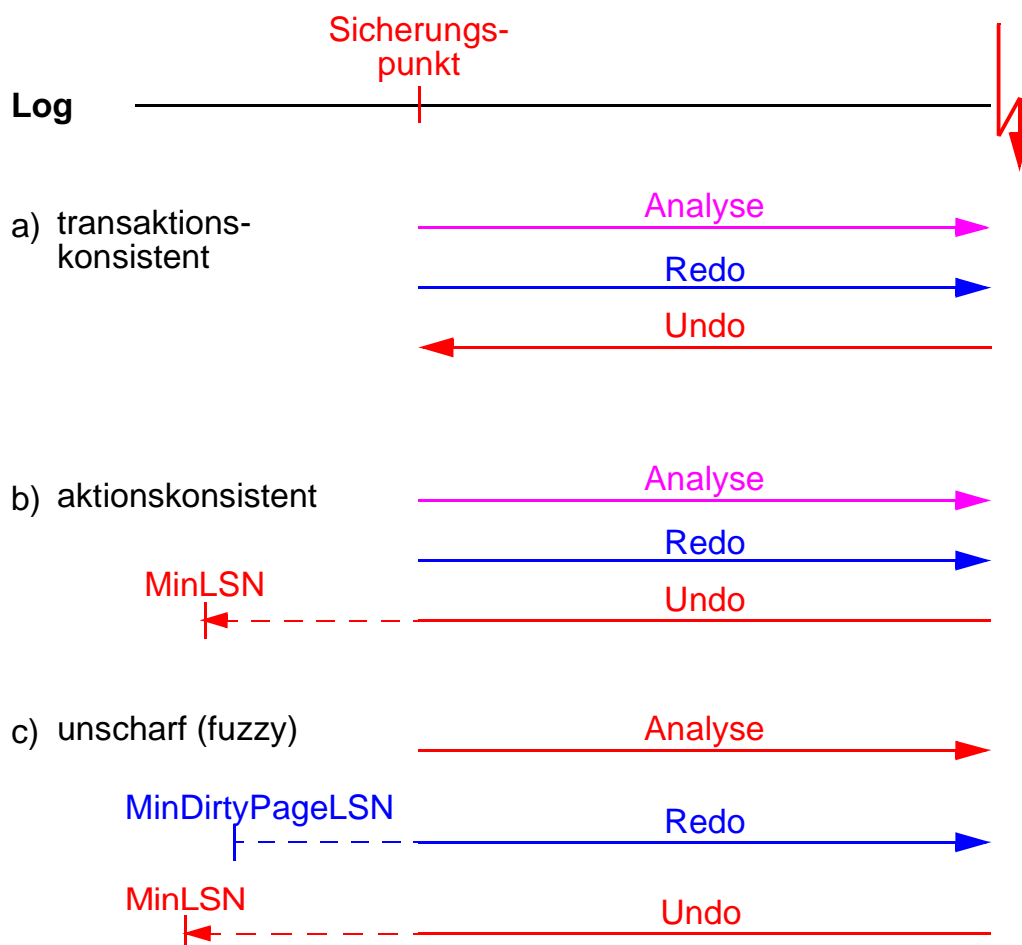 Sicherungs-
punkt
Log
a) transaktions-
konsistent
Analyse
Redo
Undo
b) aktionskonsistent
Analyse
Redo
MinLSN
Undo
c) unscharf (fuzzy)
Analyse
MinDirtyPageLSN
Redo
MinLSN
Undo